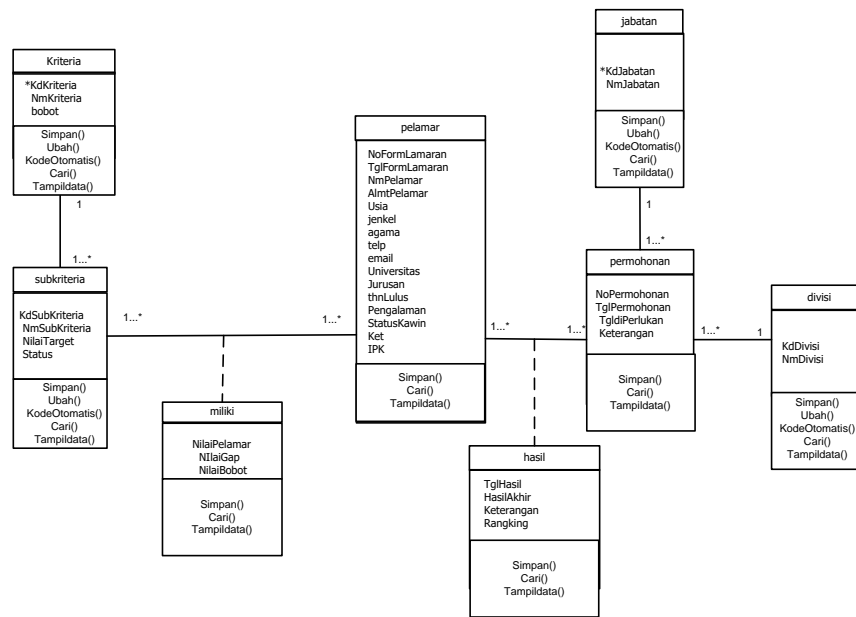 Kriteria
*KdKriteria
NmKriteria
bobot
Simpan()
Ubah()
KodeOtomatis()
Cari()
Tampildata()
1
1...*
subkriteria
KdSubKriteria
NmSubKriteria
NilaiTarget
Status
Simpan()
Ubah()
KodeOtomatis()
Cari()
Tampildata()
1...*
1...*
miliki
NilaiPelamar
NIlaiGap
NilaiBobot
Simpan()
Cari()
Tampildata()
pelamar
NoFormLamaran
TglFormLamaran
NmPelamar
AlmtPelamar
Usia
jenkel
agama
telp
email
Universitas
Jurusan
thnLulus
Pengalaman
StatusKawin
Ket
IPK
Simpan()
Cari()
Tampildata()
1...*
1...*
hasil
TglHasil
HasilAkhir
Keterangan
Rangking
Simpan()
Cari()
Tampildata()
jabatan
*KdJabatan
NmJabatan
Simpan()
Ubah()
KodeOtomatis()
Cari()
Tampildata()
1
1...*
permohonan
NoPermohonan
TglPermohonan
TgldiPerlukan
Keterangan
Simpan()
Cari()
Tampildata()
1...*
1
divisi
KdDivisi
NmDivisi
Simpan()
Ubah()
KodeOtomatis()
Cari()
Tampildata()